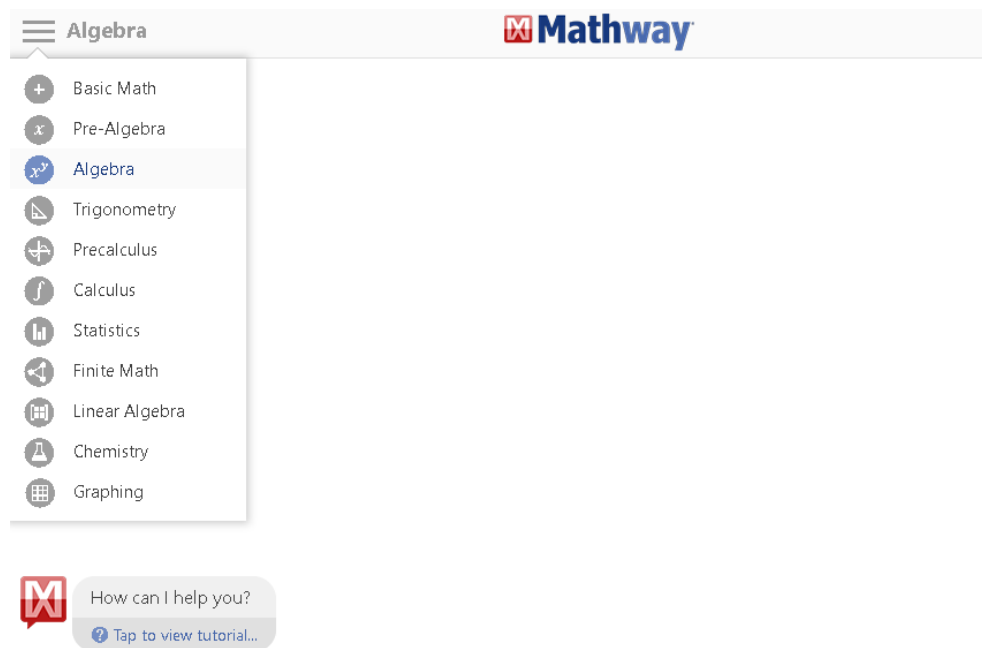 Algebra
Mathway
Basic Math
Pre-Algebra
Algebra
Trigonometry
Precalculus
Calculus
Statistics
Finite Math
Linear Algebra
Chemistry
Graphing
How can I help you?
Tap to view tutorial...